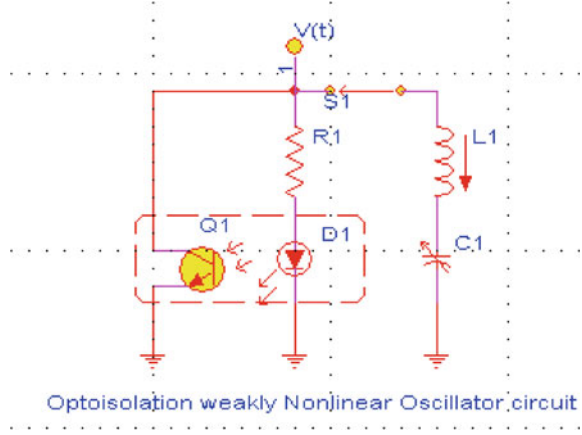 V(t)
1
S1
R1
L1
Q1
D1
C1
Optoisolation weakly Nonlinear Oscillator circuit